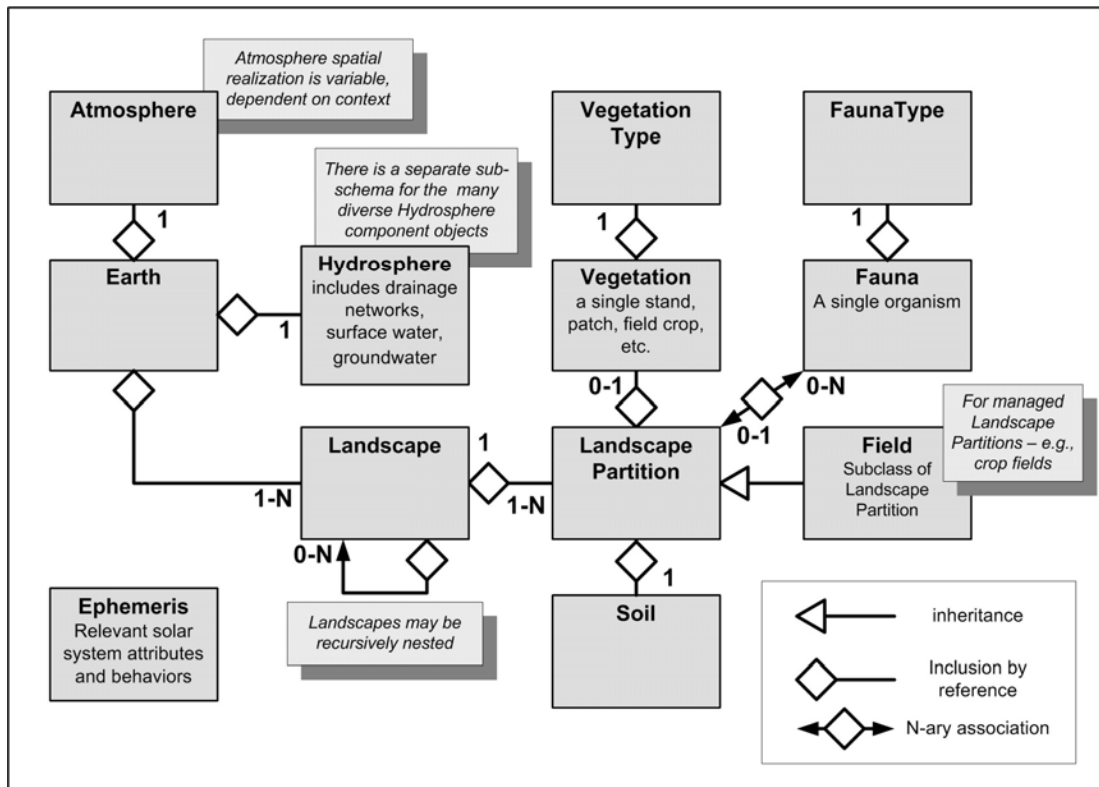 Atmosphere spatial
realization is variable,
dependent on context
Atmosphere
Vegetation
Type
FaunaType
There is a separate sub-
schema for the many
diverse Hydrosphere
component objects
1
1
1
Earth
Hydrosphere
includes drainage
networks,
surface water,
groundwater
1
Vegetation
a single stand,
patch, field crop,
etc.
Fauna
A single organism
0-1
0-N
0-1
For managed
Landscape
Partitions – e.g.,
crop fields
Landscape
1
1-N
1-N
Landscape
Partition
Field
Subclass of
Landscape
Partition
0-N
1
Landscapes may be
recursively nested
Ephemeris
Relevant solar
system attributes
and behaviors
Soil
inheritance
Inclusion by
reference
N-ary association